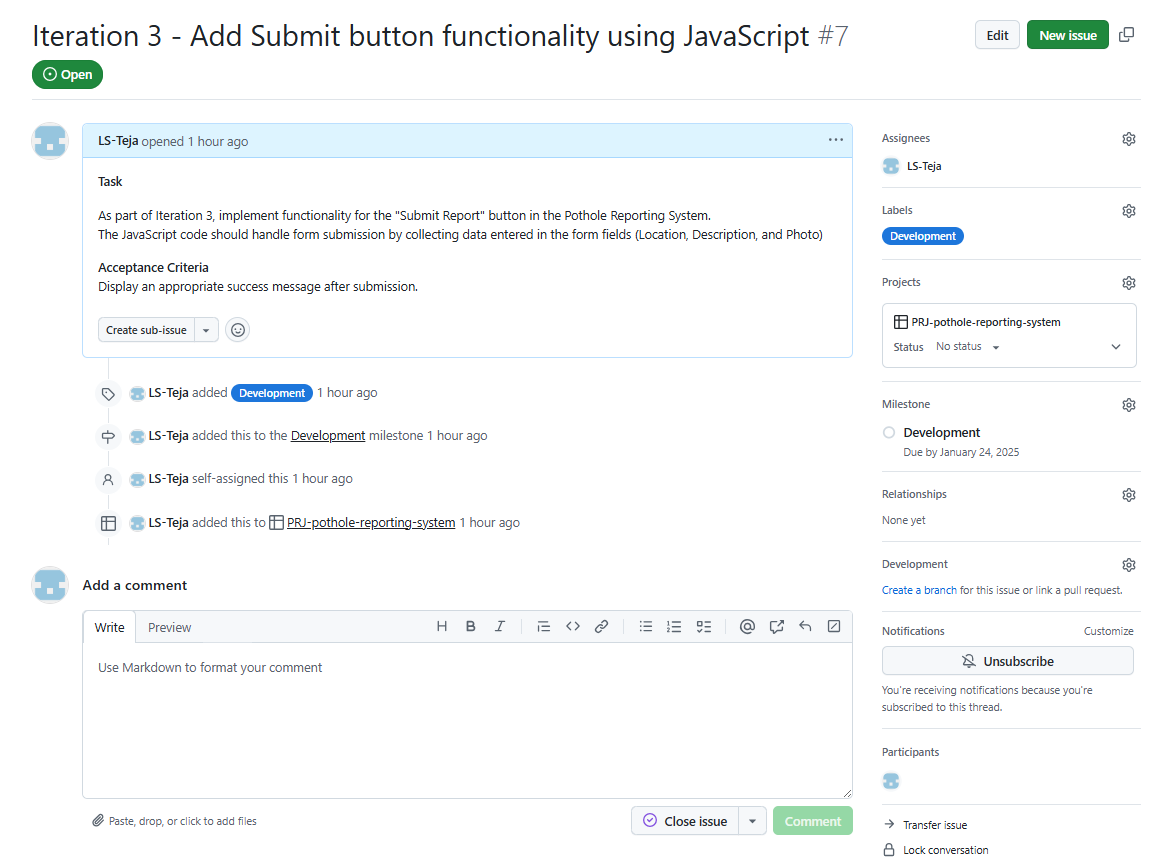 Iteration 3 - Add Submit button functionality using JavaScript #7
Edit
New issue
Open
LS-Teja opened 1 hour ago
Task
As part of Iteration 3, implement functionality for the "Submit Report" button in the Pothole Reporting System.
The JavaScript code should handle form submission by collecting data entered in the form fields (Location, Description, and Photo)
Acceptance Criteria
Display an appropriate success message after submission.
Create sub-issue
LS-Teja added Development 1 hour ago
LS-Teja added this to the Development milestone 1 hour ago
LS-Teja self-assigned this 1 hour ago
LS-Teja added this to PRJ-pothole-reporting-system 1 hour ago
Add a comment
Write
Preview
Use Markdown to format your comment
Paste, drop, or click to add files
Close issue
Comment
Assignees
LS-Teja
Labels
Development
Projects
PRJ-pothole-reporting-system
Status No status
Milestone
Development
Due by January 24, 2025
Relationships
None yet
Development
Create a branch for this issue or link a pull request.
Notifications
Customize
Unsubscribe
You're receiving notifications because you're
subscribed to this thread.
Participants
Transfer issue
Lock conversation